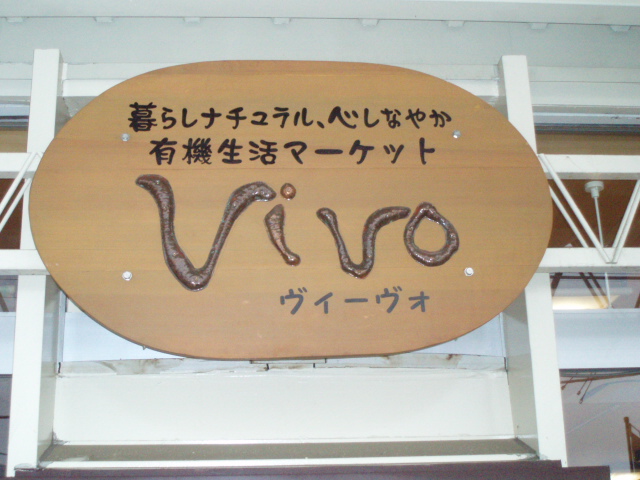 暮らしナチュラル、心しなやか
有機生活マーケット
Vivo
ヴィーヴォ